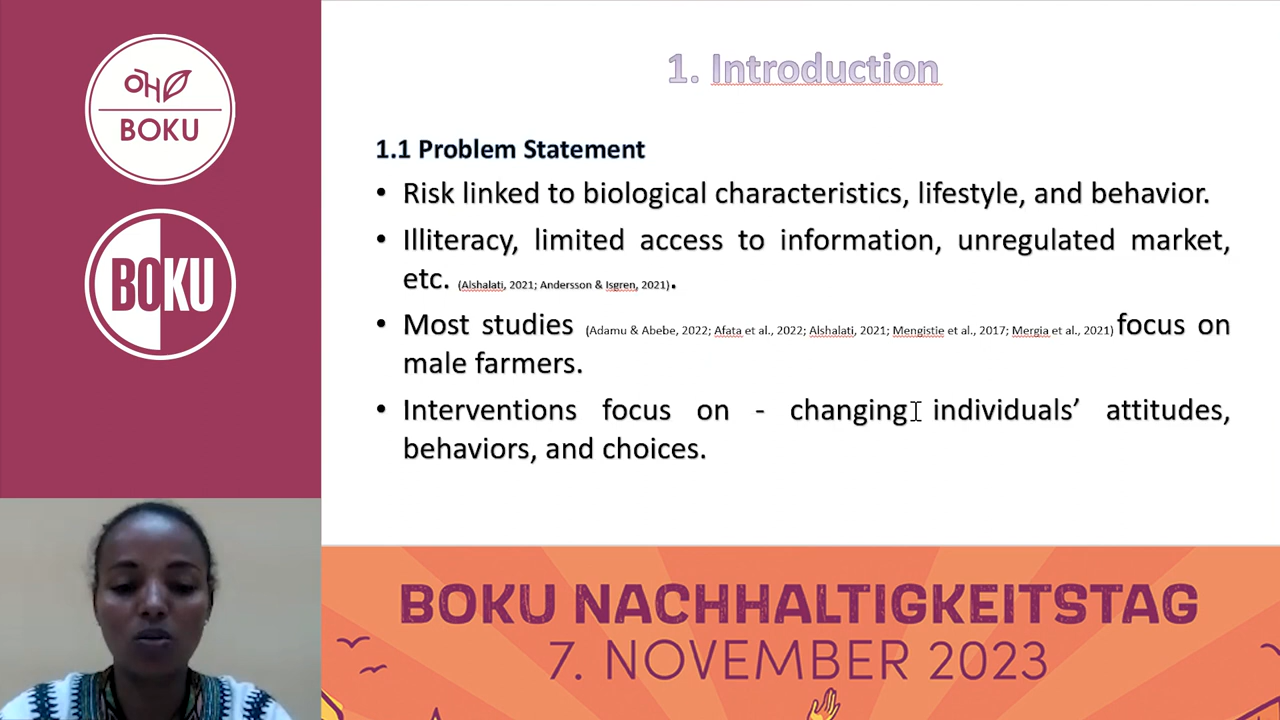 ÖH
BOKU
BOKU
1. Introduction
1.1 Problem Statement
• Risk linked to biological characteristics, lifestyle, and behavior.
• Illiteracy, limited access to information, unregulated market,
etc. (Alshalati, 2021; Andersson & Isgren, 2021).
• Most studies (Adamu & Abebe, 2022; Afata et al., 2022; Alshalati, 2021; Mengistie et al., 2017; Mergia et al., 2021) focus on
male farmers.
• Interventions focus on - changing individuals’ attitudes,
behaviors, and choices.
BOKU NACHHALTIGKEITSTAG
7. NOVEMBER 2023